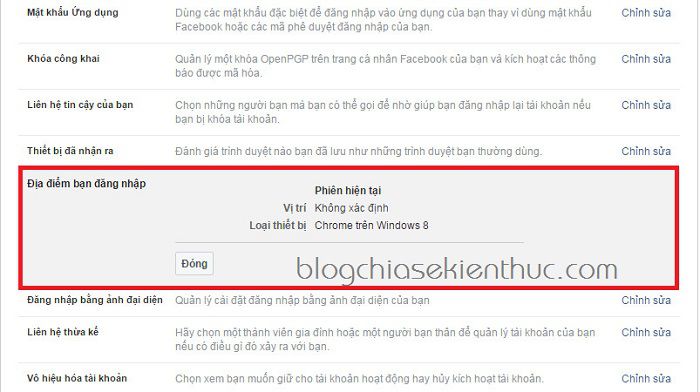 Mật khẩu Ứng dụng
Dùng các mật khẩu đặc biệt để đăng nhập vào ứng dụng của bạn thay vì dùng mật khẩu
Facebook hoặc các mã phê duyệt đăng nhập của bạn.
Chỉnh sửa
Khóa công khai
Quản lý một khóa OpenPGP trên trang cá nhân Facebook của bạn và kích hoạt các thông
báo được mã hóa.
Chỉnh sửa
Liên hệ tin cậy của bạn
Chọn những người bạn mà bạn có thể gọi để nhờ giúp bạn đăng nhập lại tài khoản nếu
bạn bị khóa tài khoản.
Chỉnh sửa
Thiết bị đã nhận ra
Đánh giá trình duyệt nào bạn đã lưu như những trình duyệt bạn thường dùng.
Chỉnh sửa
Địa điểm bạn đăng nhập
Phiên hiện tại
Vị trí Không xác định
Loại thiết bị Chrome trên Windows 8
Đóng
blogchiasekienthuc.com
Đăng nhập bằng ảnh đại diện
Quản lý cài đặt đăng nhập bằng ảnh đại diện của bạn
Chỉnh sửa
Liên hệ thừa kế
Hãy chọn một thành viên gia đình hoặc một người bạn thân để quản lý tài khoản của bạn
nếu có điều gì đó xảy ra với bạn.
Chỉnh sửa
Vô hiệu hóa tài khoản
Chọn xem bạn muốn giữ cho tài khoản hoạt động hay hủy kích hoạt tài khoản.
Chỉnh sửa